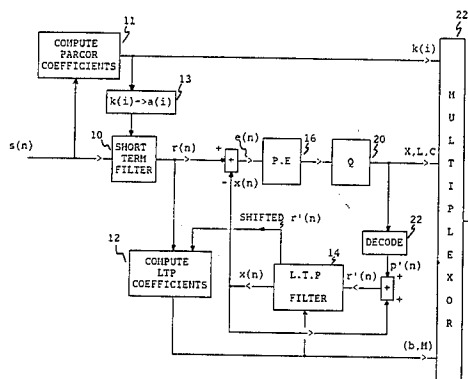 22
11
COMPUTE
PARCOR
COEFFICIENTS
k(i)
13
k(i)->a(i)
s(n)
10
SHORT
TERM
FILTER
r(n)
+
+
-
e(n)
x(n)
16
P.E
20
Q
X,L,C
MULTIPLEXOR
SHIFTED r'(n)
22
DECODE
p'(n)
12
COMPUTE
LTP
COEFFICIENTS
x(n)
14
L.T.P
FILTER
r'(n)
+
+
+
(b,M)